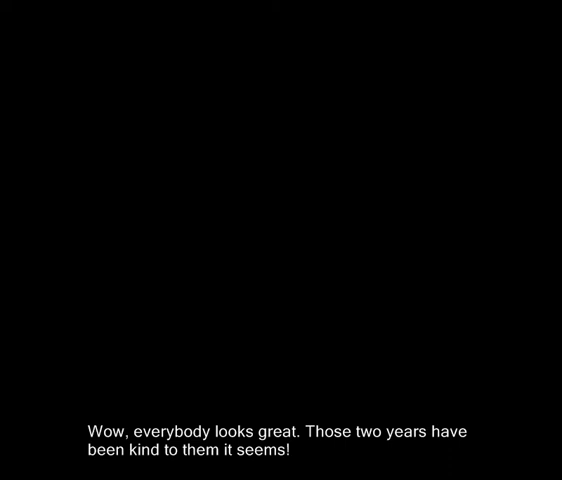 Wow, everybody looks great. Those two years have
been kind to them it seems!